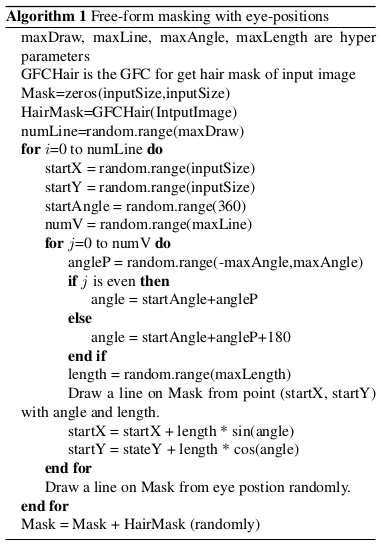 Algorithm 1 Free-form masking with eye-positions
maxDraw, maxLine, maxAngle, maxLength are hyper
parameters
GFCHair is the GFC for get hair mask of input image
Mask=zeros(inputSize,inputSize)
HairMask=GFCHair(IntputImage)
numLine=random.range(maxDraw)
for i=0 to numLine do
startX = random.range(inputSize)
startY = random.range(inputSize)
startAngle = random.range(360)
numV = random.range(maxLine)
for j=0 to numV do
angleP = random.range(-maxAngle,maxAngle)
if j is even then
angle = startAngle+angleP
else
angle = startAngle+angleP+180
end if
length = random.range(maxLength)
Draw a line on Mask from point (startX, startY)
with angle and length.
startX = startX + length * sin(angle)
startY = stateY + length * cos(angle)
end for
Draw a line on Mask from eye postion randomly.
end for
Mask = Mask + HairMask (randomly)